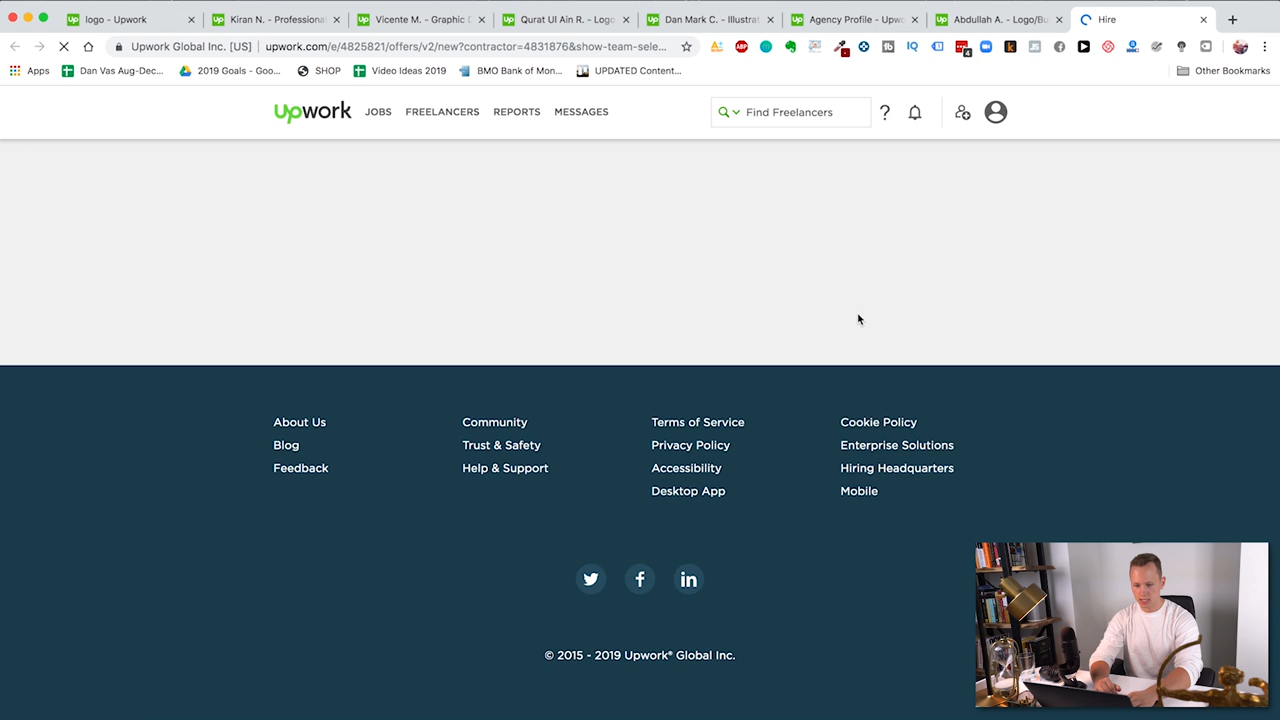 logo - Upwork
Kiran N. - Professiona
Vicente M. - Graphic D
Qurat Ul Ain R. - Logo
Dan Mark C. - Illustrat
Agency Profile - Upwo
Abdullah A. - Logo/Bu
Hire
Upwork Global Inc. [US] upwork.com/e/4825821/offers/v2/new?contractor=4831876&show-team-sele...
Apps
Dan Vas Aug-Dec...
2019 Goals - Goo...
SHOP
Video Ideas 2019
BMO Bank of Mon...
UPDATED Content...
Other Bookmarks
upwork JOBS FREELANCERS REPORTS MESSAGES Find Freelancers
About Us
Blog
Feedback
Community
Trust & Safety
Help & Support
Terms of Service
Privacy Policy
Accessibility
Desktop App
Cookie Policy
Enterprise Solutions
Hiring Headquarters
Mobile
© 2015 - 2019 Upwork® Global Inc.